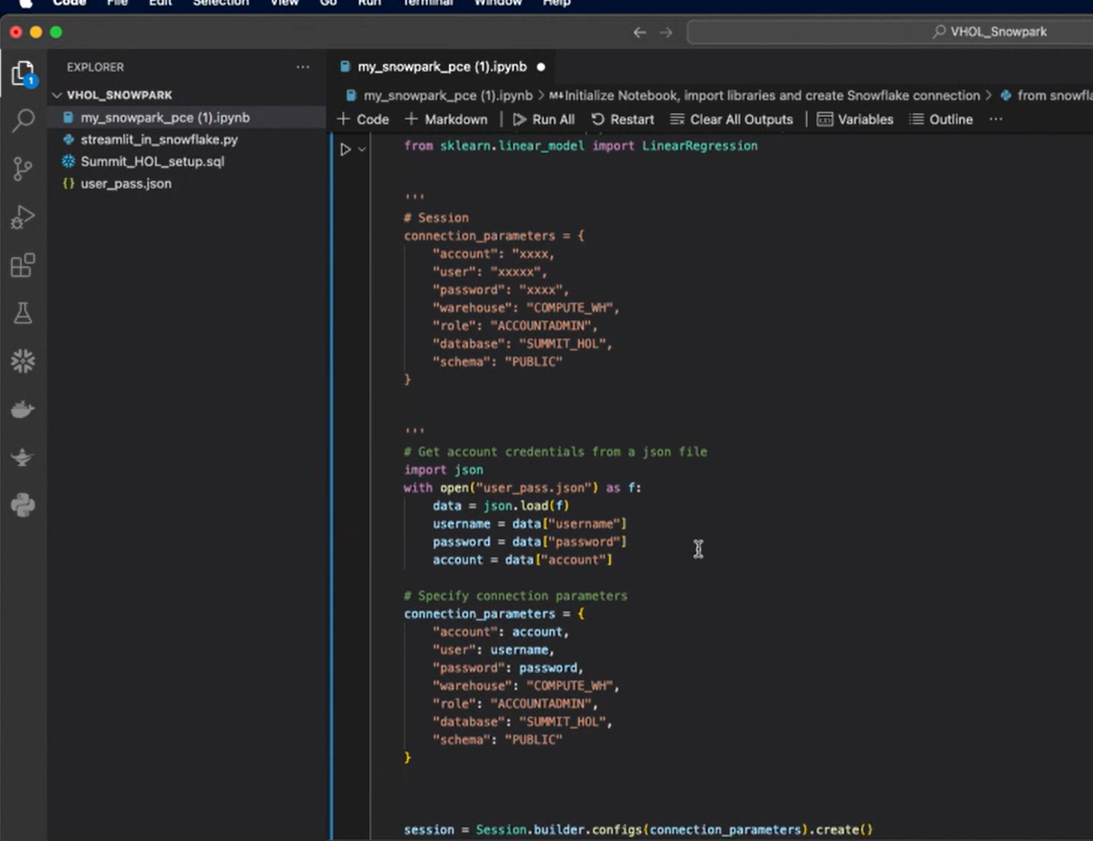 Code File Edit Selection View Go Run Terminal Window Help
VHOL_Snowpark
1
EXPLORER ...
VHOL_SNOWPARK
my_snowpark_pce (1).ipynb
streamlit_in_snowflake.py
Summit_HOL_setup.sql
{} user_pass.json
my_snowpark_pce (1).ipynb
my_snowpark_pce (1).ipynb > M↓Initialize Notebook, import libraries and create Snowflake connection > from snowfla
+ Code + Markdown | Run All Restart Clear All Outputs | Variables Outline ...
from sklearn.linear_model import LinearRegression
'''
# Session
connection_parameters = {
"account": "xxxx,
"user": "xxxxx",
"password": "xxxx",
"warehouse": "COMPUTE_WH",
"role": "ACCOUNTADMIN",
"database": "SUMMIT_HOL",
"schema": "PUBLIC"
}
'''
# Get account credentials from a json file
import json
with open("user_pass.json") as f:
data = json.load(f)
username = data["username"]
password = data["password"]
account = data["account"]
# Specify connection parameters
connection_parameters = {
"account": account,
"user": username,
"password": password,
"warehouse": "COMPUTE_WH",
"role": "ACCOUNTADMIN",
"database": "SUMMIT_HOL",
"schema": "PUBLIC"
}
session = Session.builder.configs(connection_parameters).create()